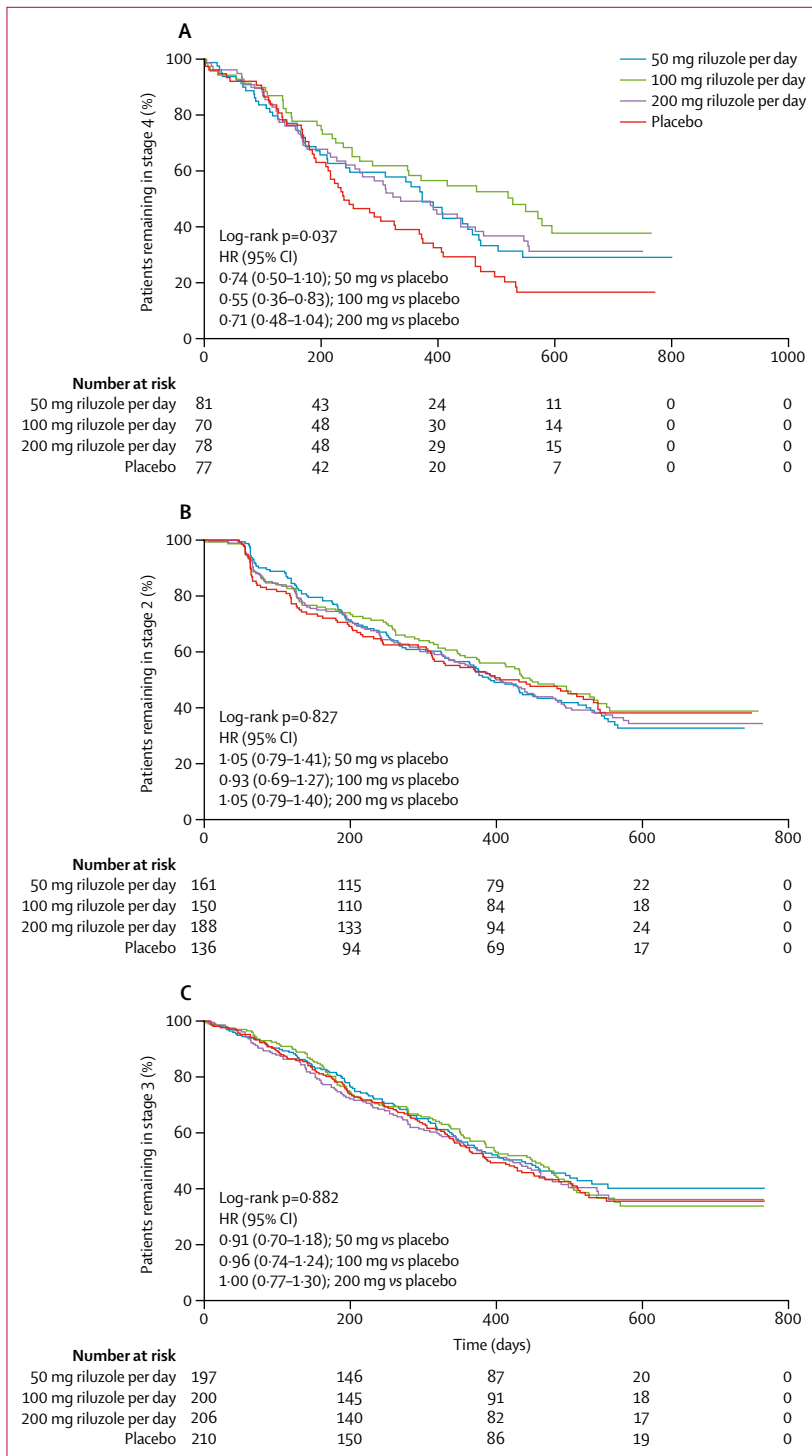 A
100
80
60
40
20
0
Patients remaining in stage 4 (%)
50 mg riluzole per day
100 mg riluzole per day
200 mg riluzole per day
Placebo
Log-rank p=0·037
HR (95% CI)
0·74 (0·50–1·10); 50 mg vs placebo
0·55 (0·36–0·83); 100 mg vs placebo
0·71 (0·48–1·04); 200 mg vs placebo
0 200 400 600 800 1000
Number at risk
50 mg riluzole per day 81 43 24 11 0 0
100 mg riluzole per day 70 48 30 14 0 0
200 mg riluzole per day 78 48 29 15 0 0
Placebo 77 42 20 7 0 0
B
100
80
60
40
20
0
Patients remaining in stage 2 (%)
Log-rank p=0·827
HR (95% CI)
1·05 (0·79–1·41); 50 mg vs placebo
0·93 (0·69–1·27); 100 mg vs placebo
1·05 (0·79–1·40); 200 mg vs placebo
0 200 400 600 800
Number at risk
50 mg riluzole per day 161 115 79 22 0
100 mg riluzole per day 150 110 84 18 0
200 mg riluzole per day 188 133 94 24 0
Placebo 136 94 69 17 0
C
100
80
60
40
20
0
Patients remaining in stage 3 (%)
Log-rank p=0·882
HR (95% CI)
0·91 (0·70–1·18); 50 mg vs placebo
0·96 (0·74–1·24); 100 mg vs placebo
1·00 (0·77–1·30); 200 mg vs placebo
0 200 400 600 800
Time (days)
Number at risk
50 mg riluzole per day 197 146 87 20 0
100 mg riluzole per day 200 145 91 18 0
200 mg riluzole per day 206 140 82 17 0
Placebo 210 150 86 19 0